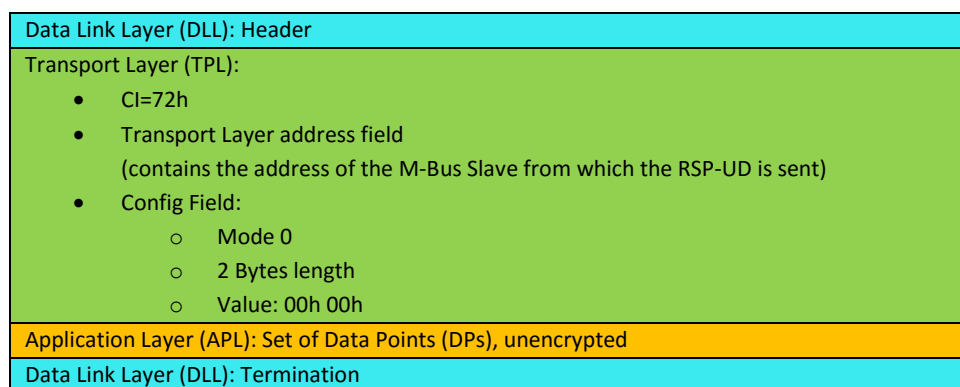 Data Link Layer (DLL): Header
Transport Layer (TPL):
• CI=72h
• Transport Layer address field
(contains the address of the M-Bus Slave from which the RSP-UD is sent)
• Config Field:
o Mode 0
o 2 Bytes length
o Value: 00h 00h
Application Layer (APL): Set of Data Points (DPs), unencrypted
Data Link Layer (DLL): Termination